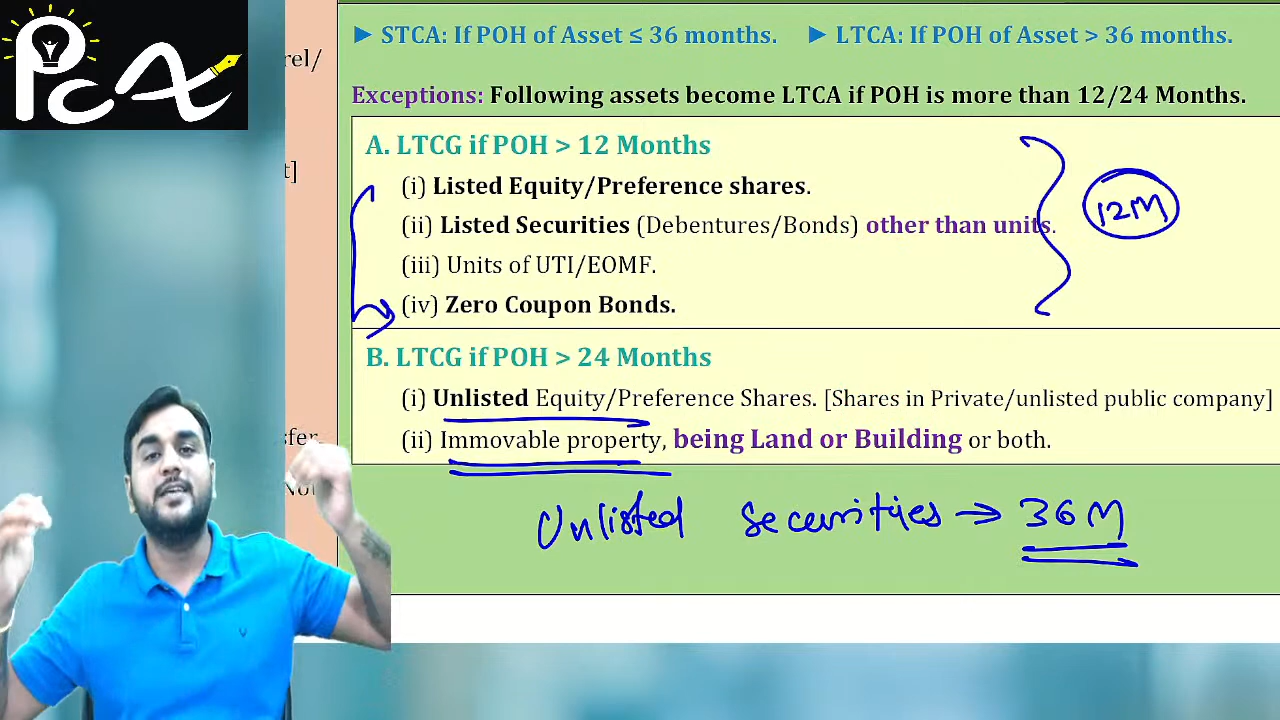 PCA
rel/
► STCA: If POH of Asset ≤ 36 months. ► LTCA: If POH of Asset > 36 months.
Exceptions: Following assets become LTCA if POH is more than 12/24 Months.
A. LTCG if POH > 12 Months
(i) Listed Equity/Preference shares.
t]
12M
(ii) Listed Securities (Debentures/Bonds) other than units.
(iii) Units of UTI/EOMF.
(iv) Zero Coupon Bonds.
B. LTCG if POH > 24 Months
(i) Unlisted Equity/Preference Shares. [Shares in Private/unlisted public company]
(ii) Immovable property, being Land or Building or both.
sfer
Not
Unlisted Securities → 36 M